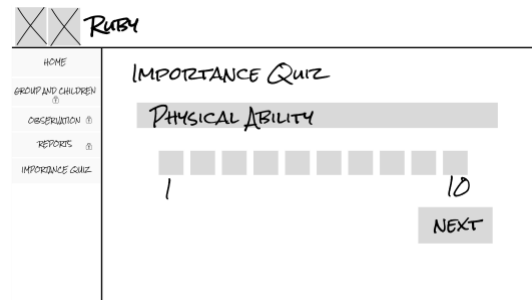 RUBY
HOME
GROUP AND CHILDREN
OBSERVATION
REPORTS
IMPORTANCE QUIZ
IMPORTANCE QUIZ
PHYSICAL ABILITY
1 10
NEXT